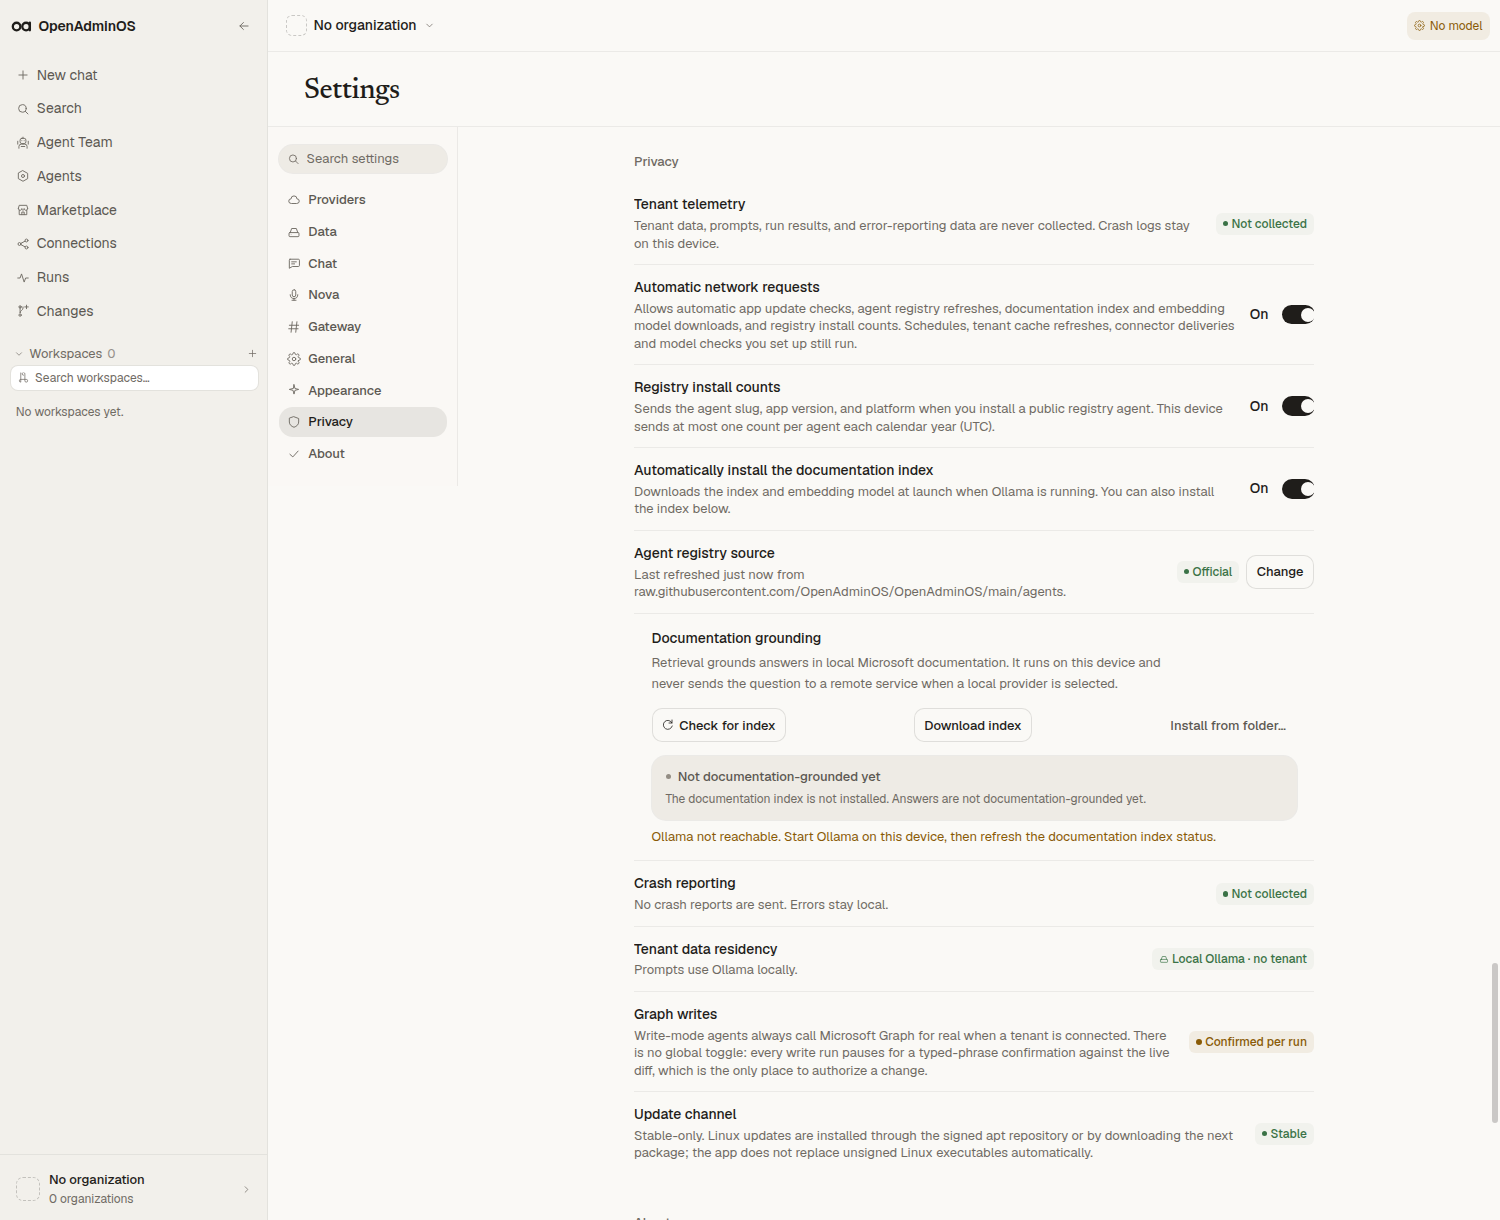 OpenAdminOS
New chat
Search
Agent Team
Agents
Marketplace
Connections
Runs
Changes
Workspaces 0
Search workspaces...
No workspaces yet.
No organization
0 organizations
No organization
No model
Settings
Search settings
Providers
Data
Chat
Nova
Gateway
General
Appearance
Privacy
About
Privacy
Tenant telemetry
Tenant data, prompts, run results, and error-reporting data are never collected. Crash logs stay
on this device.
Not collected
Automatic network requests
Allows automatic app update checks, agent registry refreshes, documentation index and embedding
model downloads, and registry install counts. Schedules, tenant cache refreshes, connector deliveries
and model checks you set up still run.
On
Registry install counts
Sends the agent slug, app version, and platform when you install a public registry agent. This device
sends at most one count per agent each calendar year (UTC).
On
Automatically install the documentation index
Downloads the index and embedding model at launch when Ollama is running. You can also install
the index below.
On
Agent registry source
Last refreshed just now from
raw.githubusercontent.com/OpenAdminOS/OpenAdminOS/main/agents.
Official
Change
Documentation grounding
Retrieval grounds answers in local Microsoft documentation. It runs on this device and
never sends the question to a remote service when a local provider is selected.
Check for index
Download index
Install from folder...
Not documentation-grounded yet
The documentation index is not installed. Answers are not documentation-grounded yet.
Ollama not reachable. Start Ollama on this device, then refresh the documentation index status.
Crash reporting
No crash reports are sent. Errors stay local.
Not collected
Tenant data residency
Prompts use Ollama locally.
Local Ollama · no tenant
Graph writes
Write-mode agents always call Microsoft Graph for real when a tenant is connected. There
is no global toggle: every write run pauses for a typed-phrase confirmation against the live
diff, which is the only place to authorize a change.
Confirmed per run
Update channel
Stable-only. Linux updates are installed through the signed apt repository or by downloading the next
package; the app does not replace unsigned Linux executables automatically.
Stable